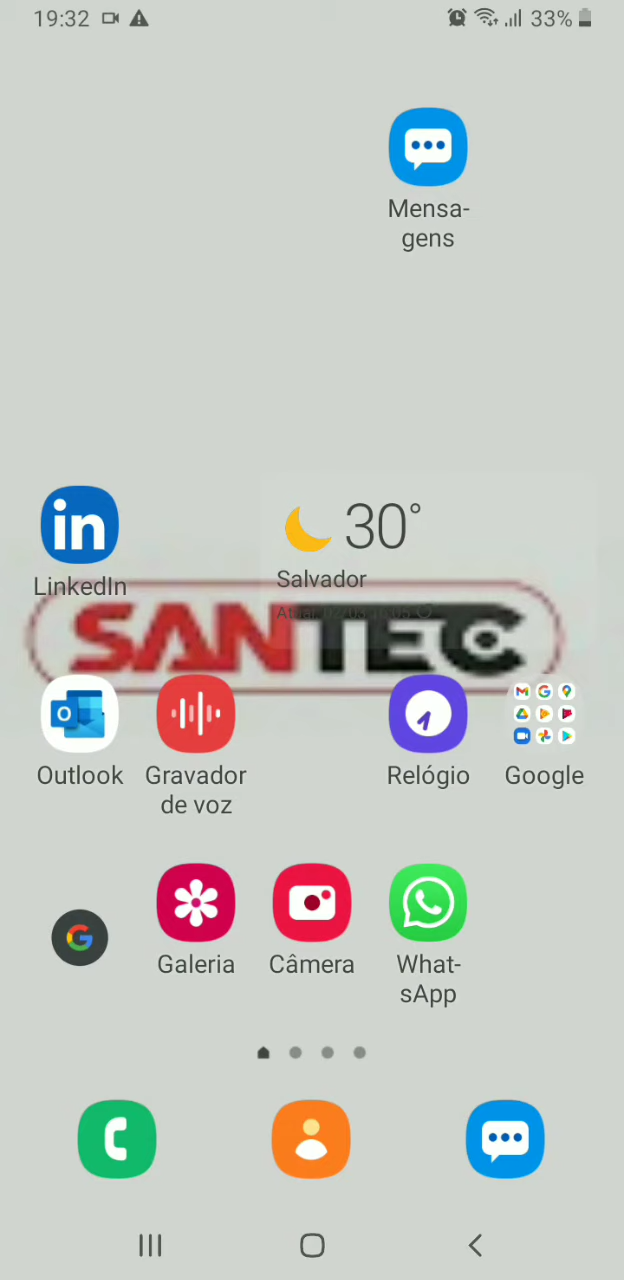 19:32
33%
Mensa-
gens
30°
Salvador
LinkedIn
SANTEC
Outlook
Gravador
de voz
Relógio
Google
Galeria
Câmera
What-
sApp